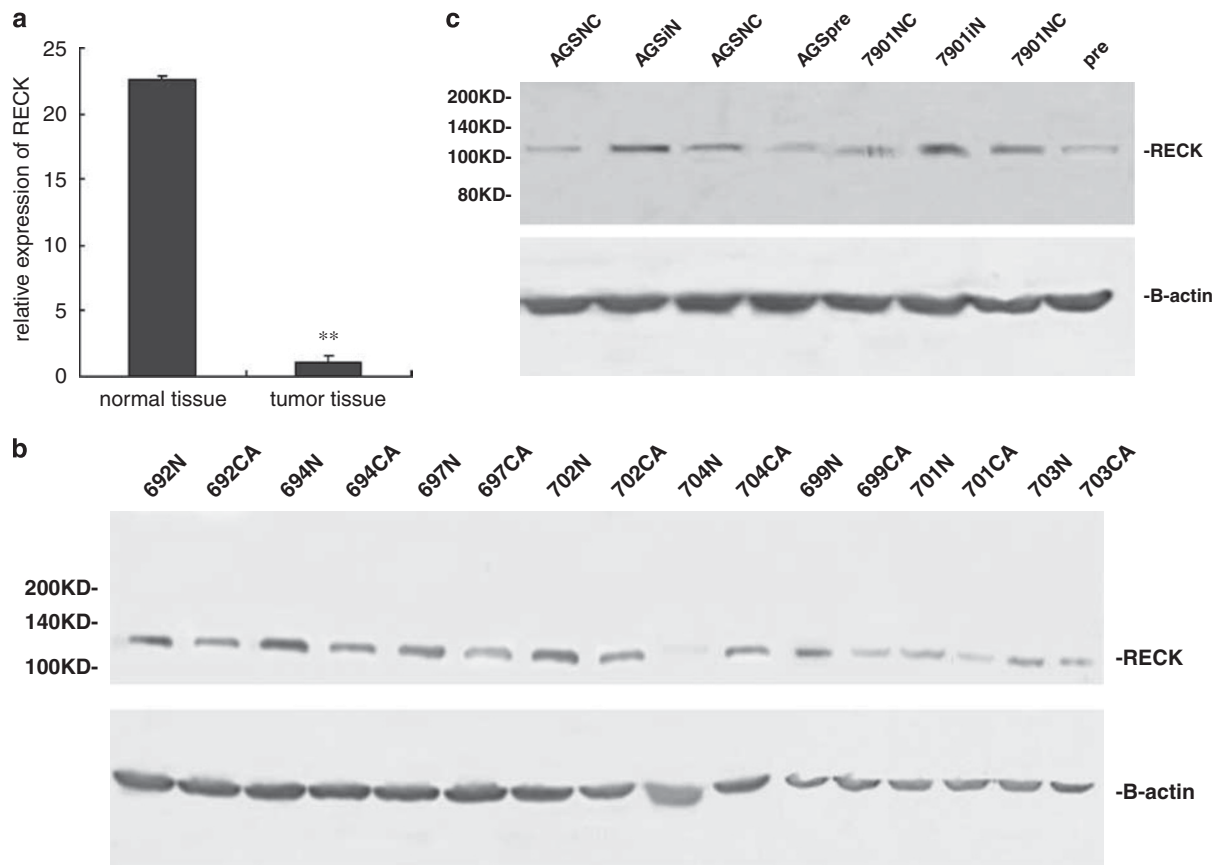 a
25
20
15
10
5
0
relative expression of RECK
**
normal tissue
tumor tissue
c
AGSNC AGSiN AGSNC AGSpre 7901NC 7901iN 7901NC pre
200KD-
140KD-
100KD-
80KD-
-RECK
-B-actin
b
692N 692CA 694N 694CA 697N 697CA 702N 702CA 704N 704CA 699N 699CA 701N 701CA 703N 703CA
200KD-
140KD-
100KD-
-RECK
-B-actin